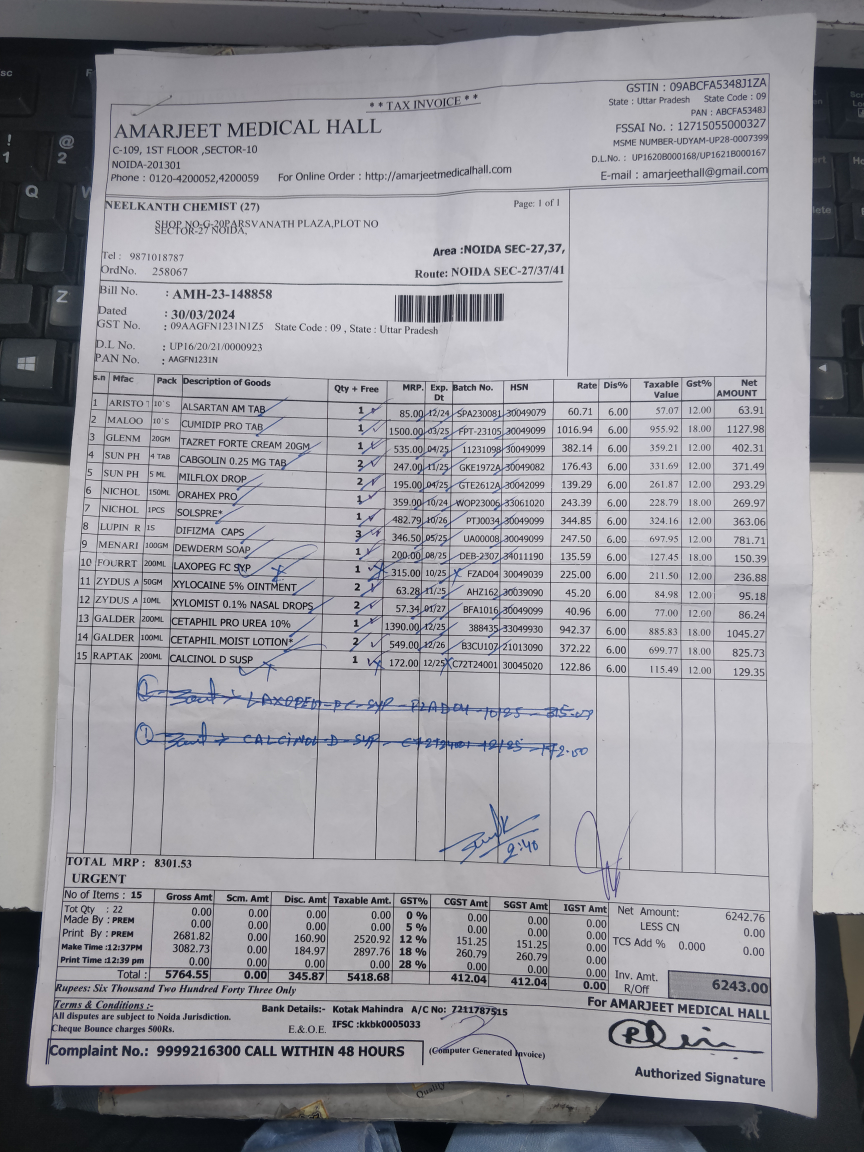 * * TAX INVOICE * *
GSTIN : 09ABCFA5348J1ZA
State : Uttar Pradesh State Code : 09
PAN : ABCFA5348J
FSSAI No. : 12715055000327
MSME NUMBER-UDYAM-UP28-0007399
D.L.No. : UP1620B000168/UP1621B000167
E-mail : amarjeethall@gmail.com
AMARJEET MEDICAL HALL
C-109, 1ST FLOOR ,SECTOR-10
NOIDA-201301
Phone : 0120-4200052,4200059 For Online Order : http://amarjeetmedicalhall.com
NEELKANTH CHEMIST (27) Page: 1 of 1
SHOP NO-G-20PARSVANATH PLAZA,PLOT NO
SECTOR-27 NOIDA,
Tel : 9871018787 Area :NOIDA SEC-27,37,
OrdNo. 258067 Route: NOIDA SEC-27/37/41
Bill No. : AMH-23-148858
Dated : 30/03/2024
GST No. : 09AAGFN1231N1Z5 State Code : 09 , State : Uttar Pradesh
D.L No. : UP16/20/21/0000923
PAN No. : AAGFN1231N
s.n Mfac Pack Description of Goods Qty + Free MRP. Exp. Dt Batch No. HSN Rate Dis% Taxable Value Gst% Net AMOUNT
1 ARISTO T 10`S ALSARTAN AM TAB 1 85.00 12/24 SPA230081 30049079 60.71 6.00 57.07 12.00 63.91
2 MALOO 10`S CUMIDIP PRO TAB 1 1500.00 03/25 FPT-23105 30049099 1016.94 6.00 955.92 18.00 1127.98
3 GLENM 20GM TAZRET FORTE CREAM 20GM 1 535.00 04/25 11231098 30049099 382.14 6.00 359.21 12.00 402.31
4 SUN PH 4 TAB CABGOLIN 0.25 MG TAB 2 247.00 11/25 GKE1972A 30049082 176.43 6.00 331.69 12.00 371.49
5 SUN PH 5 ML MILFLOX DROP 2 195.00 04/25 GTE2612A 30042099 139.29 6.00 261.87 12.00 293.29
6 NICHOL 150ML ORAHEX PRO 1 359.00 10/24 WOP23006 33061020 243.39 6.00 228.79 18.00 269.97
7 NICHOL 1PCS SOLSPRE* 1 482.79 10/26 PTJ0034 30049099 344.85 6.00 324.16 12.00 363.06
8 LUPIN R 1S DIFIZMA CAPS 3 346.50 05/25 UA00008 30049099 247.50 6.00 697.95 12.00 781.71
9 MENARI 100GM DEWDERM SOAP 1 200.00 08/25 DEB-2307 34011190 135.59 6.00 127.45 18.00 150.39
10 FOURRT 200ML LAXOPEG FC SYP 1 315.00 10/25 FZAD04 30049039 225.00 6.00 211.50 12.00 236.88
11 ZYDUS A 50GM XYLOCAINE 5% OINTMENT 2 63.28 11/25 AHZ162 30039090 45.20 6.00 84.98 12.00 95.18
12 ZYDUS A 10ML XYLOMIST 0.1% NASAL DROPS 2 57.34 01/27 BFA1016 30049099 40.96 6.00 77.00 12.00 86.24
13 GALDER 200ML CETAPHIL PRO UREA 10% 1 1390.00 12/25 388435 33049930 942.37 6.00 885.83 18.00 1045.27
14 GALDER 100ML CETAPHIL MOIST LOTION* 2 549.00 12/26 B3CU107 21013090 372.22 6.00 699.77 18.00 825.73
15 RAPTAK 200ML CALCINOL D SUSP 1 172.00 12/25 C72T24001 30045020 122.86 6.00 115.49 12.00 129.35
2:40
TOTAL MRP : 8301.53
URGENT
No of Items : 15 Gross Amt Scm. Amt Disc. Amt Taxable Amt. GST% CGST Amt SGST Amt IGST Amt Net Amount: 6242.76
Tot Qty : 22 0.00 0.00 0.00 0.00 0 % 0.00 0.00 0.00 LESS CN 0.00
Made By : PREM 0.00 0.00 0.00 0.00 5 % 0.00 0.00 0.00 TCS Add % 0.000 0.00
Print By : PREM 2681.82 0.00 160.90 2520.92 12 % 151.25 151.25 0.00
Make Time :12:37PM 3082.73 0.00 184.97 2897.76 18 % 260.79 260.79 0.00
Print Time :12:39 pm 0.00 0.00 0.00 0.00 28 % 0.00 0.00 0.00
Total : 5764.55 0.00 345.87 5418.68 412.04 412.04 0.00 Inv. Amt. R/Off 6243.00
Rupees: Six Thousand Two Hundred Forty Three Only
For AMARJEET MEDICAL HALL
Terms & Conditions :- Bank Details:- Kotak Mahindra A/C No: 7211787515
All disputes are subject to Noida Jurisdiction. IFSC :kkbk0005033
Cheque Bounce charges 500Rs. E.& O.E
Complaint No.: 9999216300 CALL WITHIN 48 HOURS (Computer Generated Invoice)
Authorized Signature